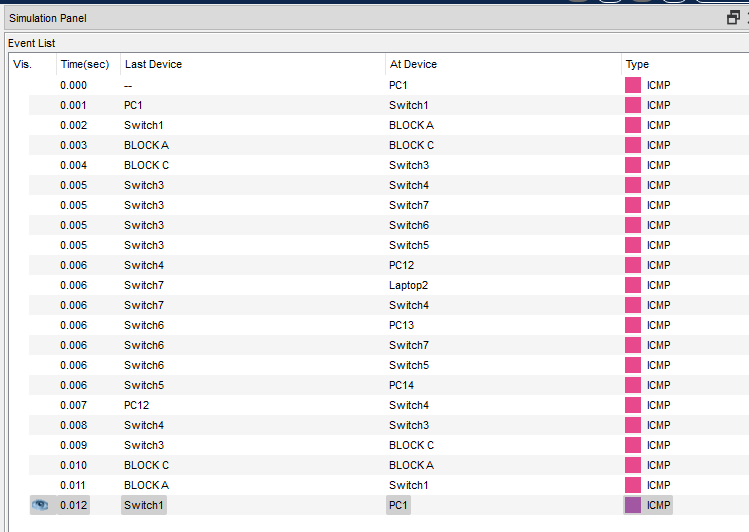 Simulation Panel
Event List
Vis. Time(sec) Last Device At Device Type
0.000 -- PC1 ICMP
0.001 PC1 Switch1 ICMP
0.002 Switch1 BLOCK A ICMP
0.003 BLOCK A BLOCK C ICMP
0.004 BLOCK C Switch3 ICMP
0.005 Switch3 Switch4 ICMP
0.005 Switch3 Switch7 ICMP
0.005 Switch3 Switch6 ICMP
0.005 Switch3 Switch5 ICMP
0.006 Switch4 PC12 ICMP
0.006 Switch7 Laptop2 ICMP
0.006 Switch7 Switch4 ICMP
0.006 Switch6 PC13 ICMP
0.006 Switch6 Switch7 ICMP
0.006 Switch6 Switch5 ICMP
0.006 Switch5 PC14 ICMP
0.007 PC12 Switch4 ICMP
0.008 Switch4 Switch3 ICMP
0.009 Switch3 BLOCK C ICMP
0.010 BLOCK C BLOCK A ICMP
0.011 BLOCK A Switch1 ICMP
0.012 Switch1 PC1 ICMP